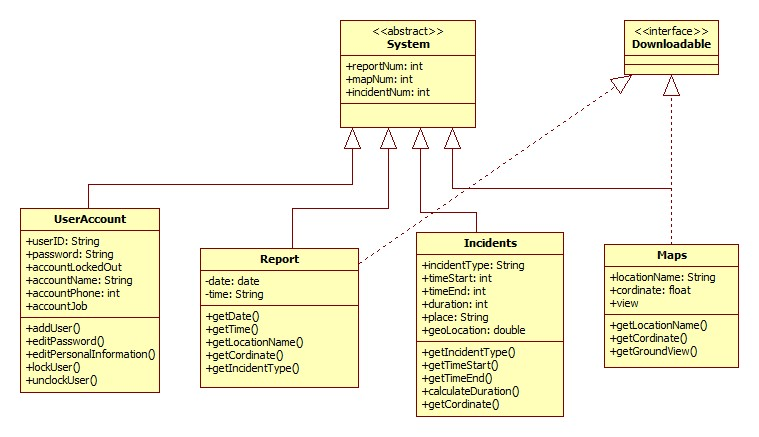 <<abstract>>
System
+reportNum: int
+mapNum: int
+incidentNum: int
<<interface>>
Downloadable
UserAccount
+userID: String
+password: String
+accountLockedOut
+accountName: String
+accountPhone: int
+accountJob
+addUser()
+editPassword()
+editPersonalInformation()
+lockUser()
+unclockUser()
Report
-date: date
-time: String
+getDate()
+getTime()
+getLocationName()
+getCordinate()
+getIncidentType()
Incidents
+incidentType: String
+timeStart: int
+timeEnd: int
+duration: int
+place: String
+geoLocation: double
+getIncidentType()
+getTimeStart()
+getTimeEnd()
+calculateDuration()
+getCordinate()
Maps
+locationName: String
+cordinate: float
+view
+getLocationName()
+getCordinate()
+getGroundView()